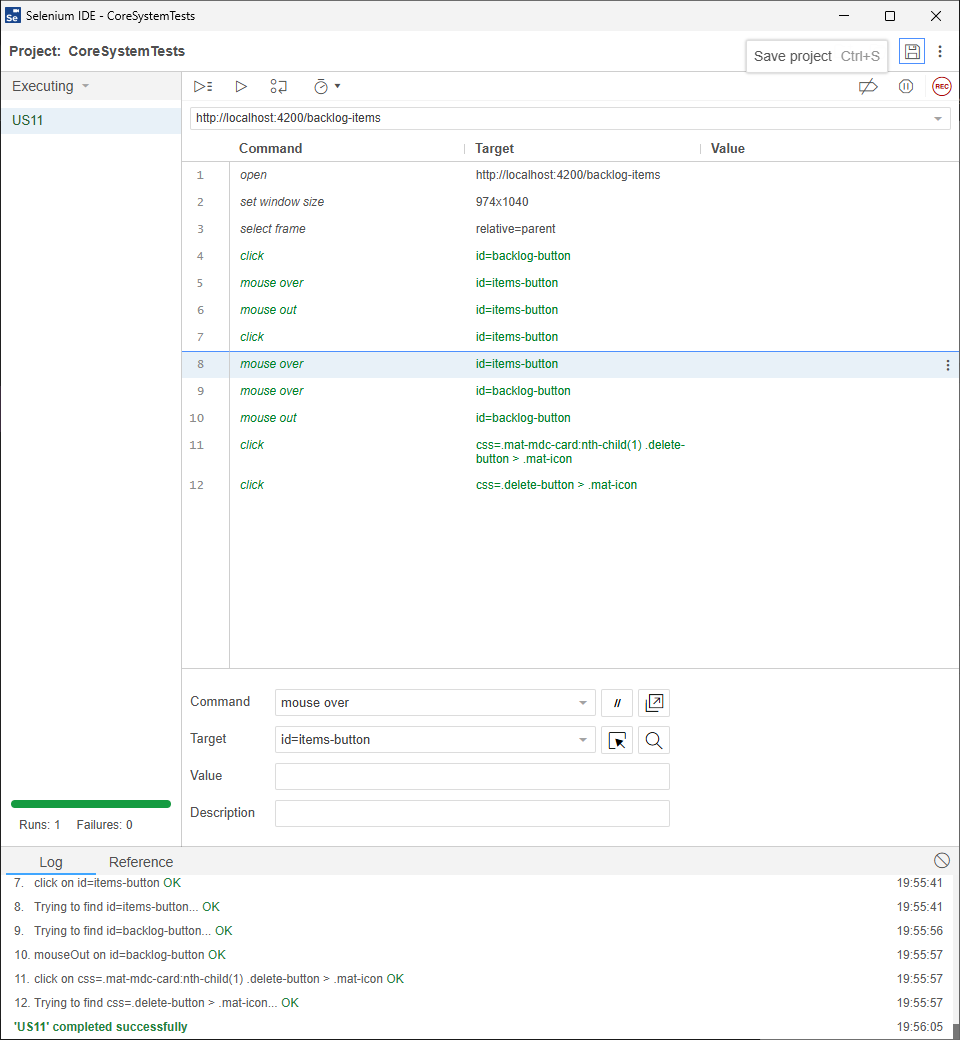 Se Selenium IDE - CoreSystemTests
Project: CoreSystemTests
Save project Ctrl+S
Executing
REC
US11
http://localhost:4200/backlog-items
Command Target Value
1 open http://localhost:4200/backlog-items
2 set window size 974x1040
3 select frame relative=parent
4 click id=backlog-button
5 mouse over id=items-button
6 mouse out id=items-button
7 click id=items-button
8 mouse over id=items-button
9 mouse over id=backlog-button
10 mouse out id=backlog-button
11 click css=.mat-mdc-card:nth-child(1) .delete-
button > .mat-icon
12 click css=.delete-button > .mat-icon
Command mouse over //
Target id=items-button
Value
Description
Runs: 1 Failures: 0
Log Reference
7. click on id=items-button OK 19:55:41
8. Trying to find id=items-button... OK 19:55:41
9. Trying to find id=backlog-button... OK 19:55:56
10. mouseOut on id=backlog-button OK 19:55:57
11. click on css=.mat-mdc-card:nth-child(1) .delete-button > .mat-icon OK 19:55:57
12. Trying to find css=.delete-button > .mat-icon... OK 19:55:57
'US11' completed successfully 19:56:05